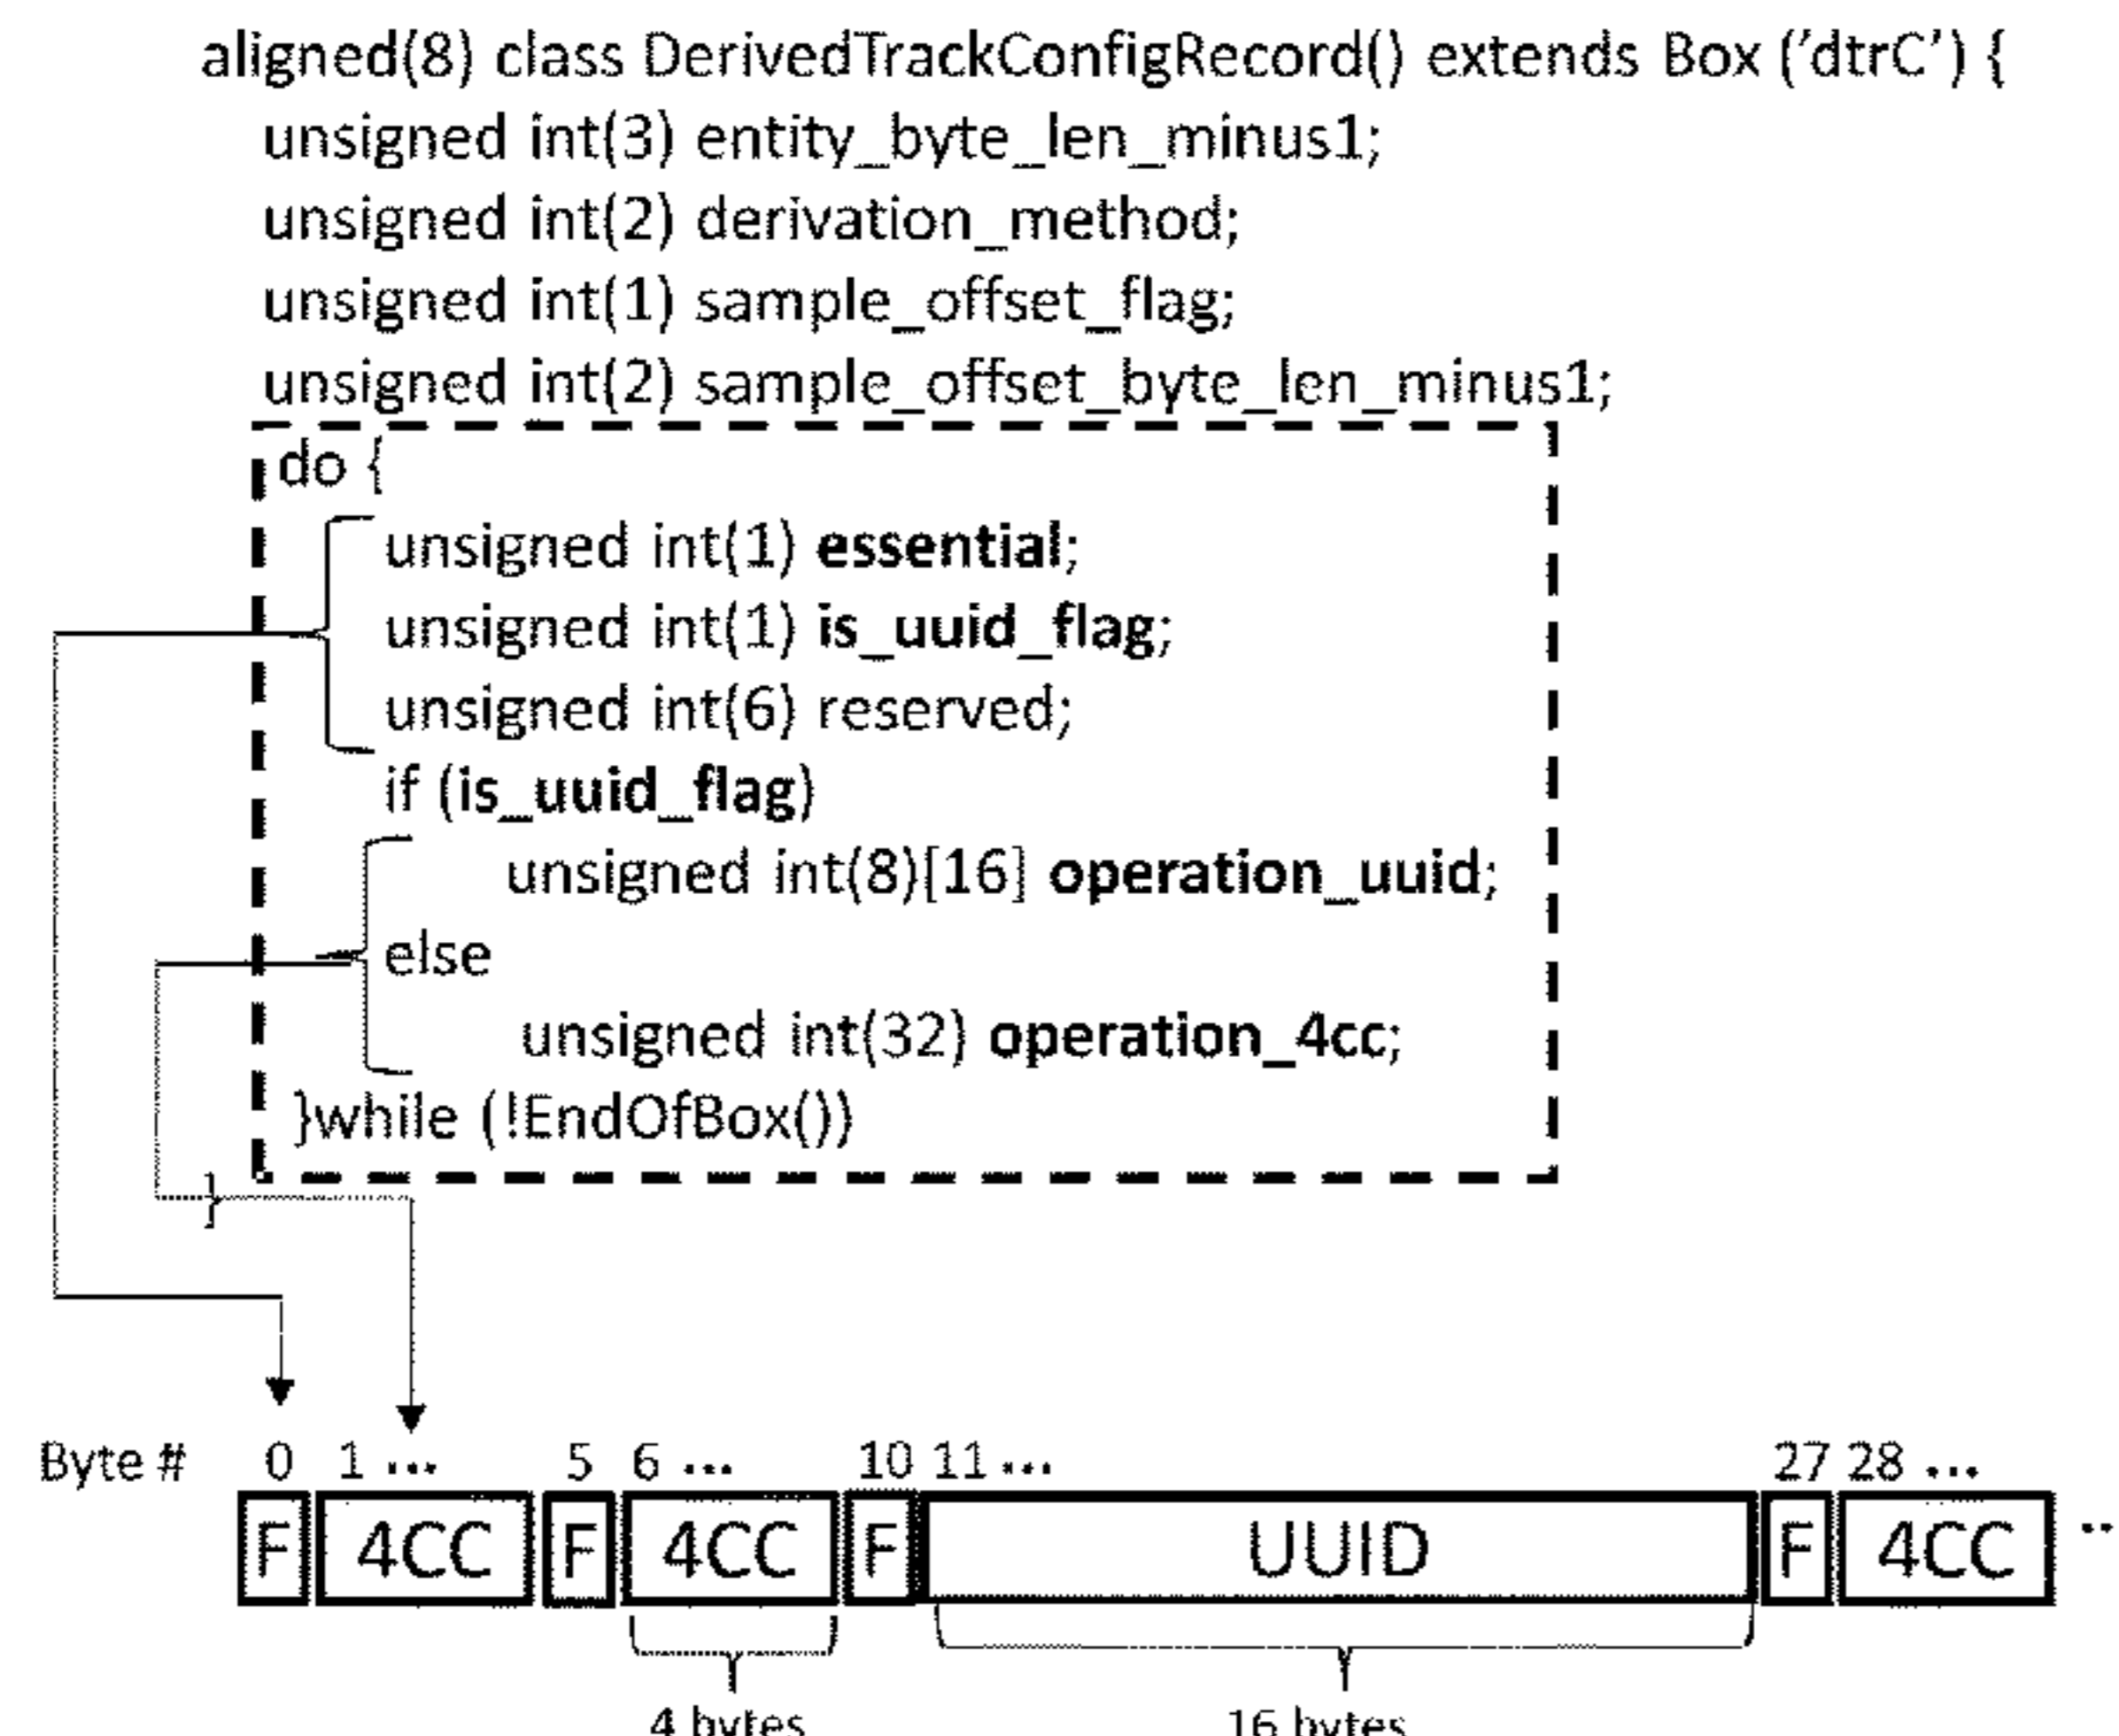 aligned(8) class DerivedTrackConfigRecord() extends Box ('dtrC') {
unsigned int(3) entity_byte_len_minus1;
unsigned int(2) derivation_method;
unsigned int(1) sample_offset_flag;
unsigned int(2) sample_offset_byte_len_minus1;
do {
unsigned int(1) essential;
unsigned int(1) is_uuid_flag;
unsigned int(6) reserved;
if (is_uuid_flag)
unsigned int(8)[16] operation_uuid;
else
unsigned int(32) operation_4cc;
}while (!EndOfBox())
}
Byte # 0 1 ... 5 6 ... 10 11 ... 27 28 ...
F 4CC F 4CC F UUID F 4CC ..
4 bytes 16 bytes